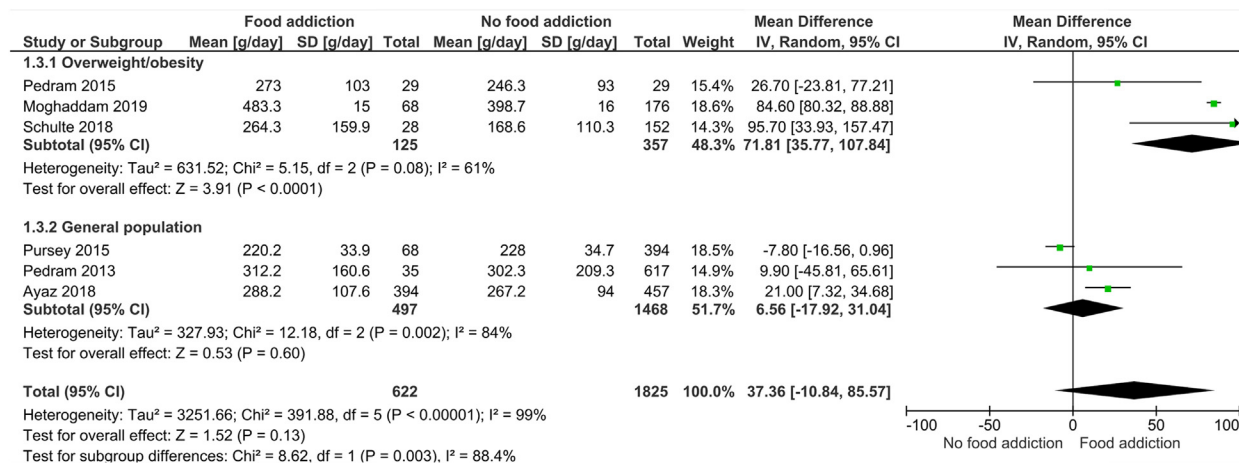 Food addiction No food addiction Mean Difference Mean Difference
Study or Subgroup Mean [g/day] SD [g/day] Total Mean [g/day] SD [g/day] Total Weight IV, Random, 95% CI IV, Random, 95% CI
1.3.1 Overweight/obesity
Pedram 2015 273 103 29 246.3 93 29 15.4% 26.70 [-23.81, 77.21]
Moghaddam 2019 483.3 15 68 398.7 16 176 18.6% 84.60 [80.32, 88.88]
Schulte 2018 264.3 159.9 28 168.6 110.3 152 14.3% 95.70 [33.93, 157.47]
Subtotal (95% CI) 125 357 48.3% 71.81 [35.77, 107.84]
Heterogeneity: Tau² = 631.52; Chi² = 5.15, df = 2 (P = 0.08); I² = 61%
Test for overall effect: Z = 3.91 (P < 0.0001)
1.3.2 General population
Pursey 2015 220.2 33.9 68 228 34.7 394 18.5% -7.80 [-16.56, 0.96]
Pedram 2013 312.2 160.6 35 302.3 209.3 617 14.9% 9.90 [-45.81, 65.61]
Ayaz 2018 288.2 107.6 394 267.2 94 457 18.3% 21.00 [7.32, 34.68]
Subtotal (95% CI) 497 1468 51.7% 6.56 [-17.92, 31.04]
Heterogeneity: Tau² = 327.93; Chi² = 12.18, df = 2 (P = 0.002); I² = 84%
Test for overall effect: Z = 0.53 (P = 0.60)
Total (95% CI) 622 1825 100.0% 37.36 [-10.84, 85.57]
Heterogeneity: Tau² = 3251.66; Chi² = 391.88, df = 5 (P < 0.00001); I² = 99%
Test for overall effect: Z = 1.52 (P = 0.13)
Test for subgroup differences: Chi² = 8.62, df = 1 (P = 0.003), I² = 88.4%
-100 -50 0 50 100
No food addiction Food addiction